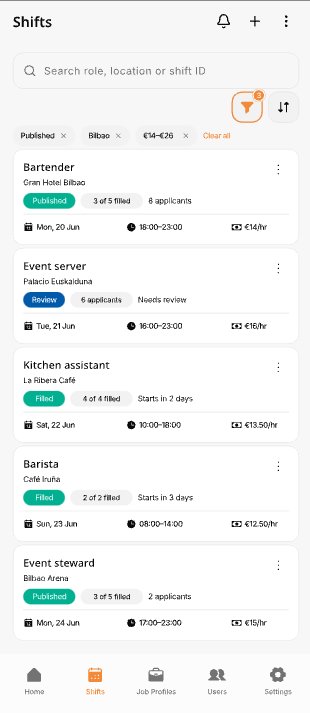 Shifts
Search role, location or shift ID
3
Published ×
Bilbao ×
€14–€26 ×
Clear all
Bartender
Gran Hotel Bilbao
Published 3 of 5 filled 8 applicants
Mon, 20 Jun 18:00–23:00 €14/hr
Event server
Palacio Euskalduna
Review 6 applicants Needs review
Tue, 21 Jun 16:00–23:00 €16/hr
Kitchen assistant
La Ribera Café
Filled 4 of 4 filled Starts in 2 days
Sat, 22 Jun 10:00–18:00 €13.50/hr
Barista
Café Iruña
Filled 2 of 2 filled Starts in 3 days
Sun, 23 Jun 08:00–14:00 €12.50/hr
Event steward
Bilbao Arena
Published 3 of 5 filled 2 applicants
Mon, 24 Jun 17:00–23:00 €15/hr
Home Shifts Job Profiles Users Settings